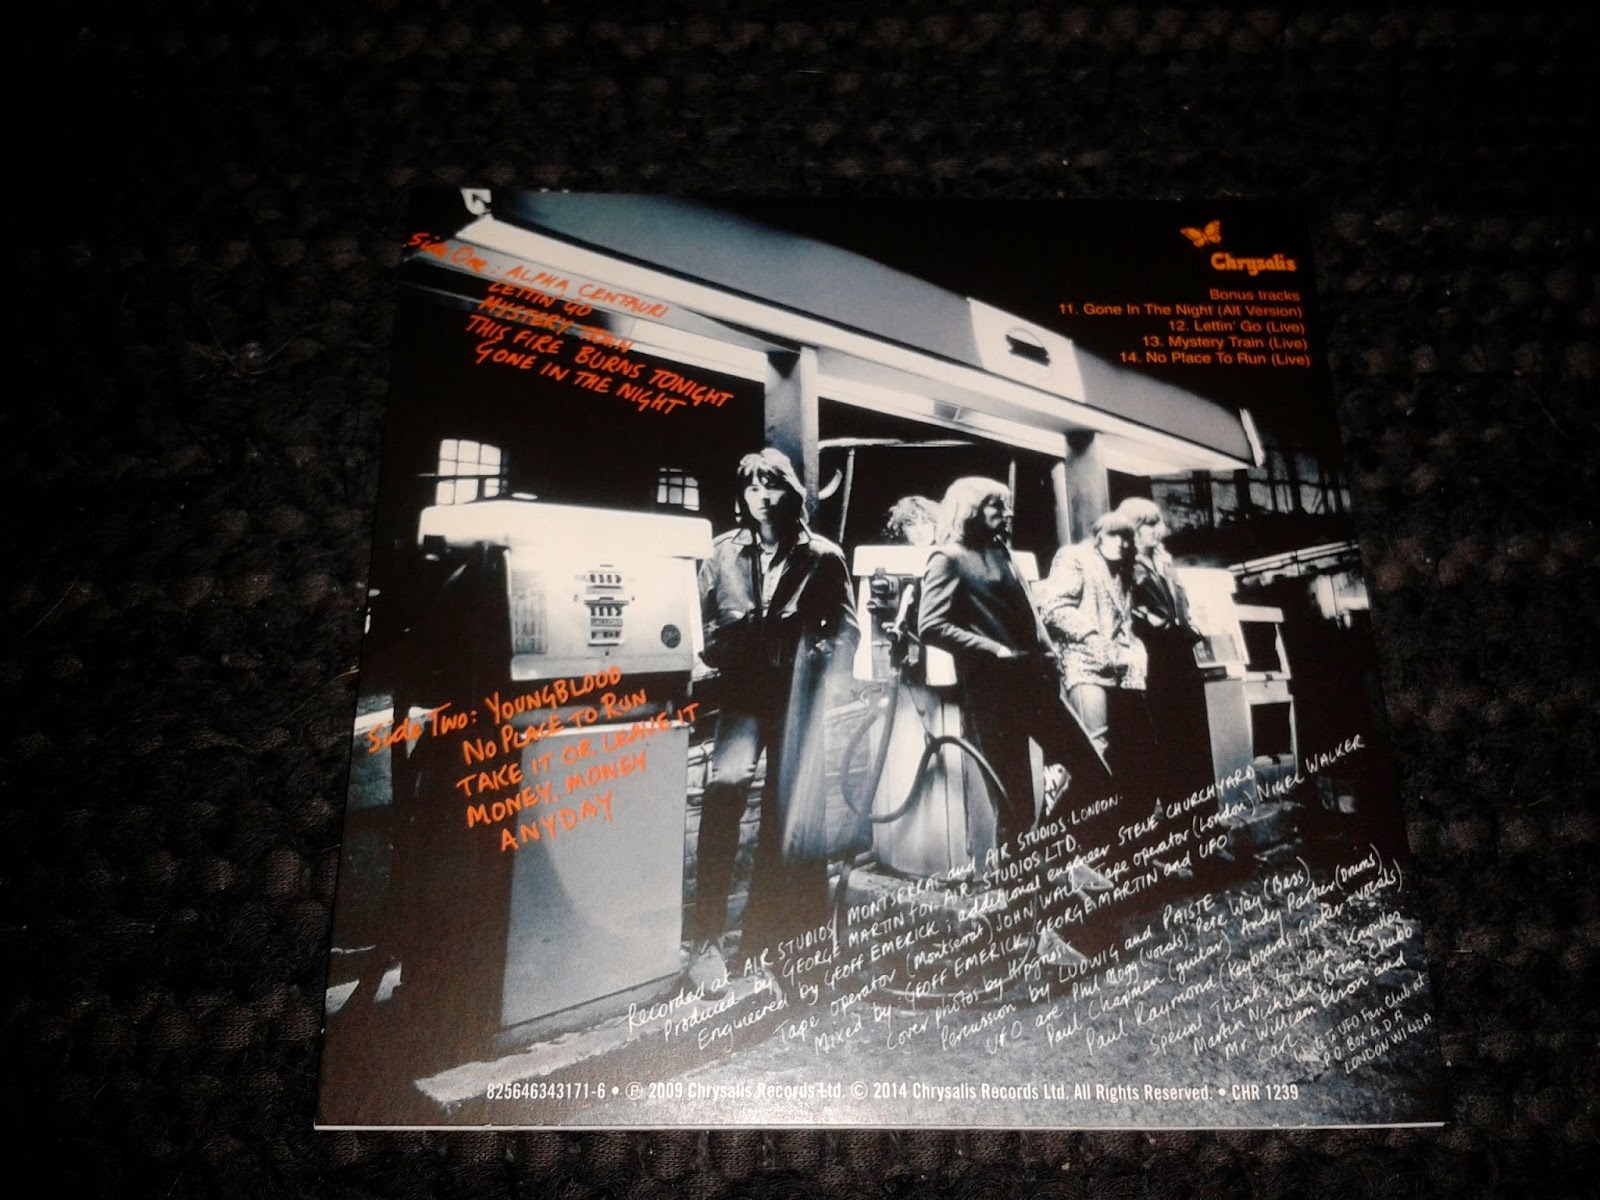 Side One: ALPHA CENTAURI
LETTIN' GO
MYSTERY TRAIN
THIS FIRE BURNS TONIGHT
GONE IN THE NIGHT
Chrysalis
Bonus tracks
11. Gone In The Night (Alt Version)
12. Lettin' Go (Live)
13. Mystery Train (Live)
14. No Place To Run (Live)
GALLONS
Side Two: YOUNGBLOOD
NO PLACE TO RUN
TAKE IT OR LEAVE IT
MONEY, MONEY
ANYDAY
Recorded at AIR STUDIOS, MONTSERRAT and AIR STUDIOS · LONDON.
Produced by GEORGE MARTIN for AIR STUDIOS LTD.
Engineered by GEOFF EMERICK, additional engineer STEVE CHURCHYARD
Tape operator (Montserrat) JOHN WALL, Tape operator (London) NIGEL WALKER
Mixed by GEOFF EMERICK, GEORGE MARTIN and UFO
Cover photos by Hipgnosis
Percussion by LUDWIG and PAISTE
UFO are Phil Mogg (vocals) Pete Way (Bass)
Paul Chapman (guitar) Andy Parker (Drums)
Paul Raymond (Keyboards, Guitar + Vocals)
Special Thanks to John Knowles
Martin Nicholas, Brian Chubb
Mr. William Elson and
Carl
Write to UFO Fan Club at
P.O. Box A.D.A
LONDON W1 4DA
825646343171-6 • ℗ 2009 Chrysalis Records Ltd. © 2014 Chrysalis Records Ltd. All Rights Reserved. • CHR 1239